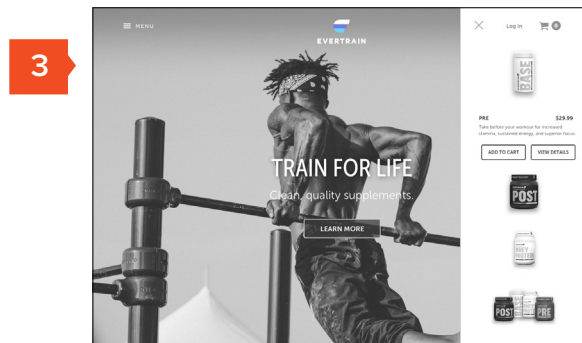 3
MENU
EVERTRAIN
TRAIN FOR LIFE
Clean, quality supplements.
LEARN MORE
Log in
0
BASE
PRE $29.99
Take before your workout for increased
stamina, sustained energy, and superior focus.
ADD TO CART VIEW DETAILS
POST
WHEY
PROTEIN
POST PRE